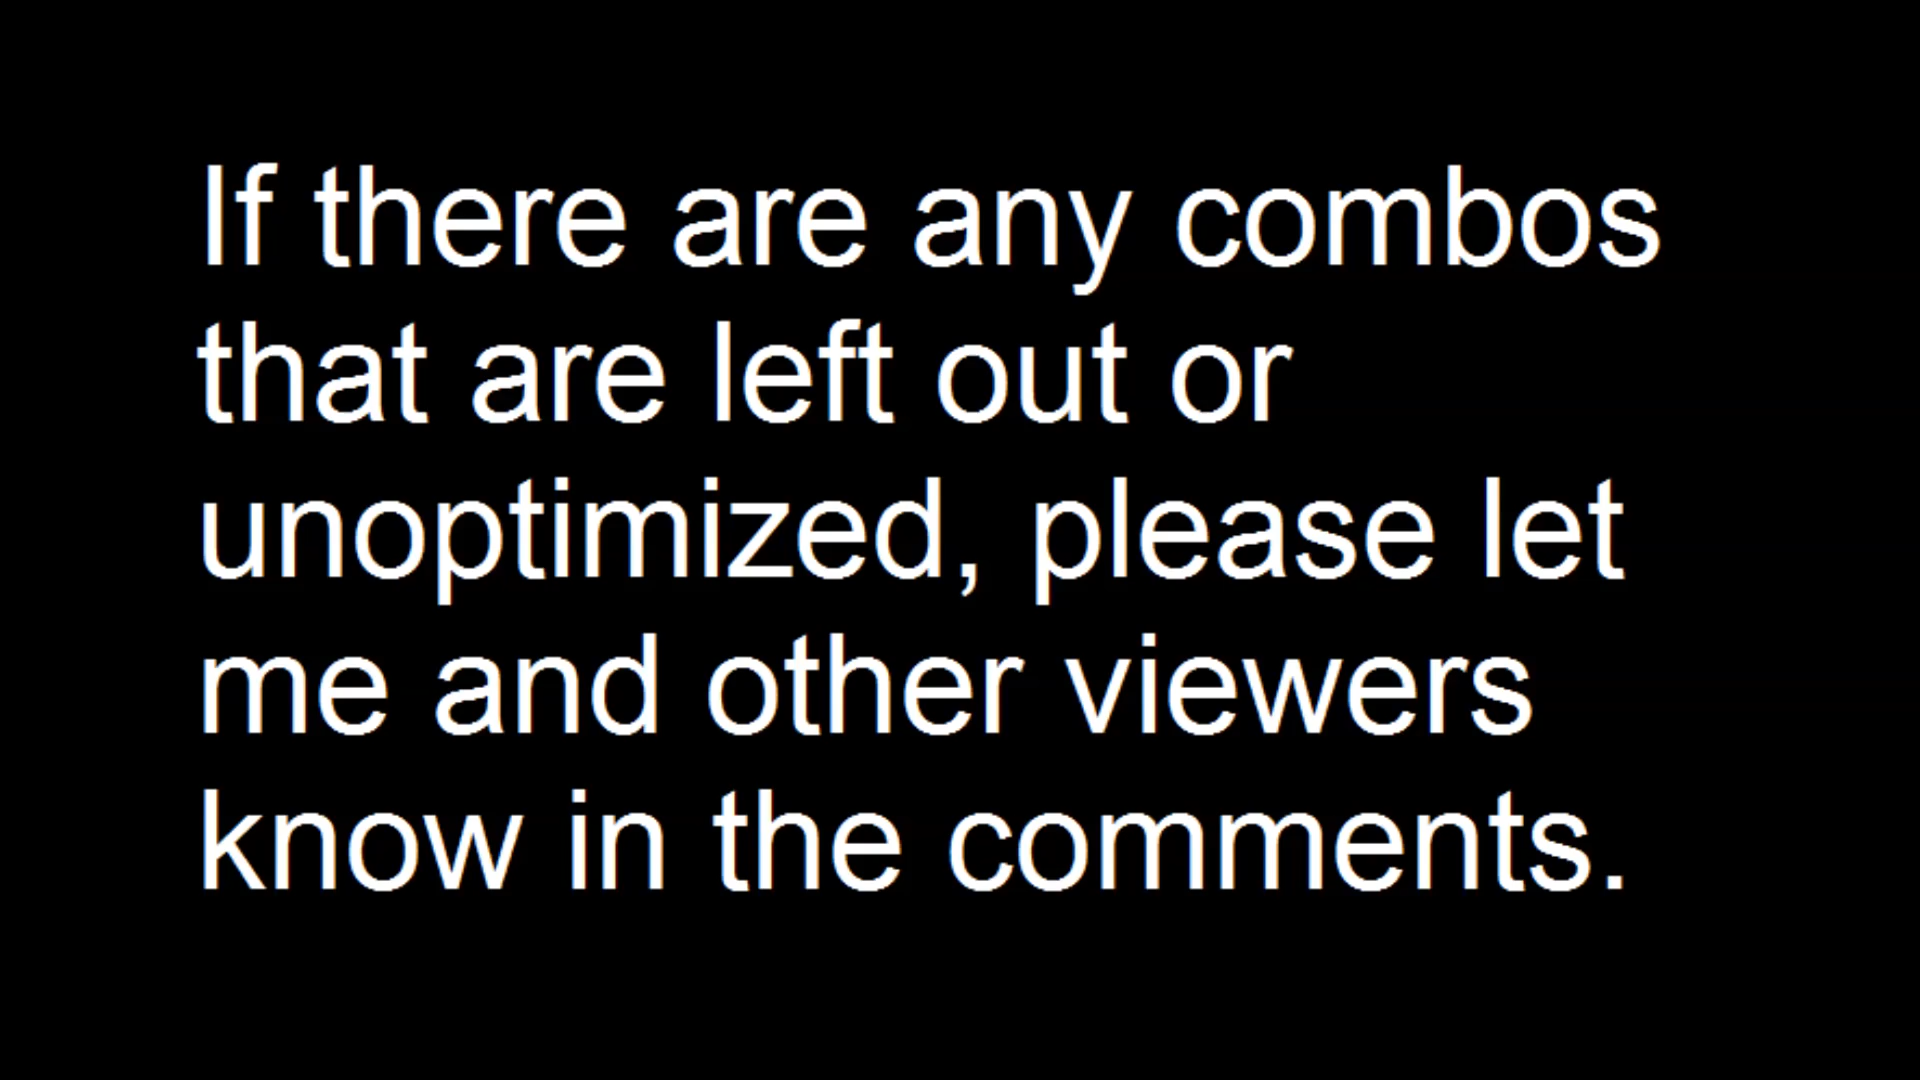 If there are any combos
that are left out or
unoptimized, please let
me and other viewers
know in the comments.